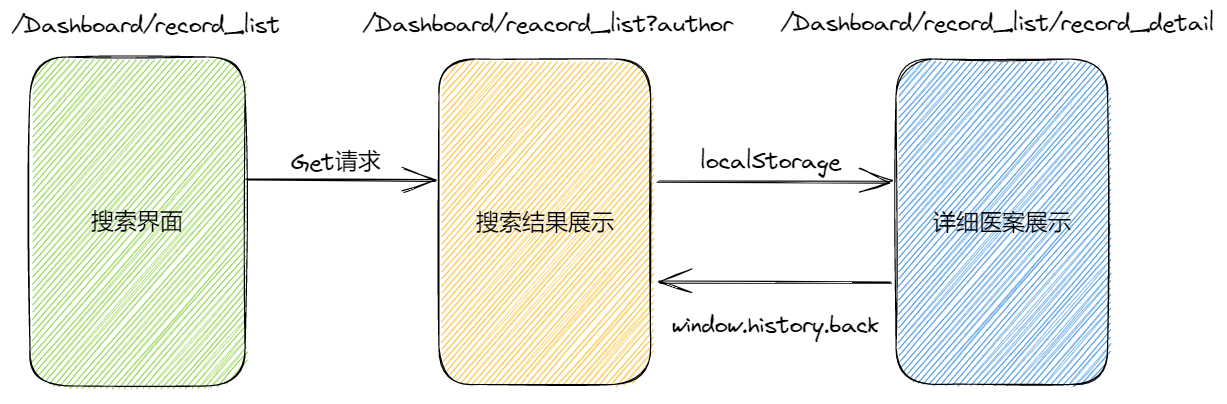 /Dashboard/record_list
/Dashboard/reacord_list?author
/Dashboard/record_list/record_detail
Get请求
localStorage
搜索界面
搜索结果展示
详细医案展示
window.history.back